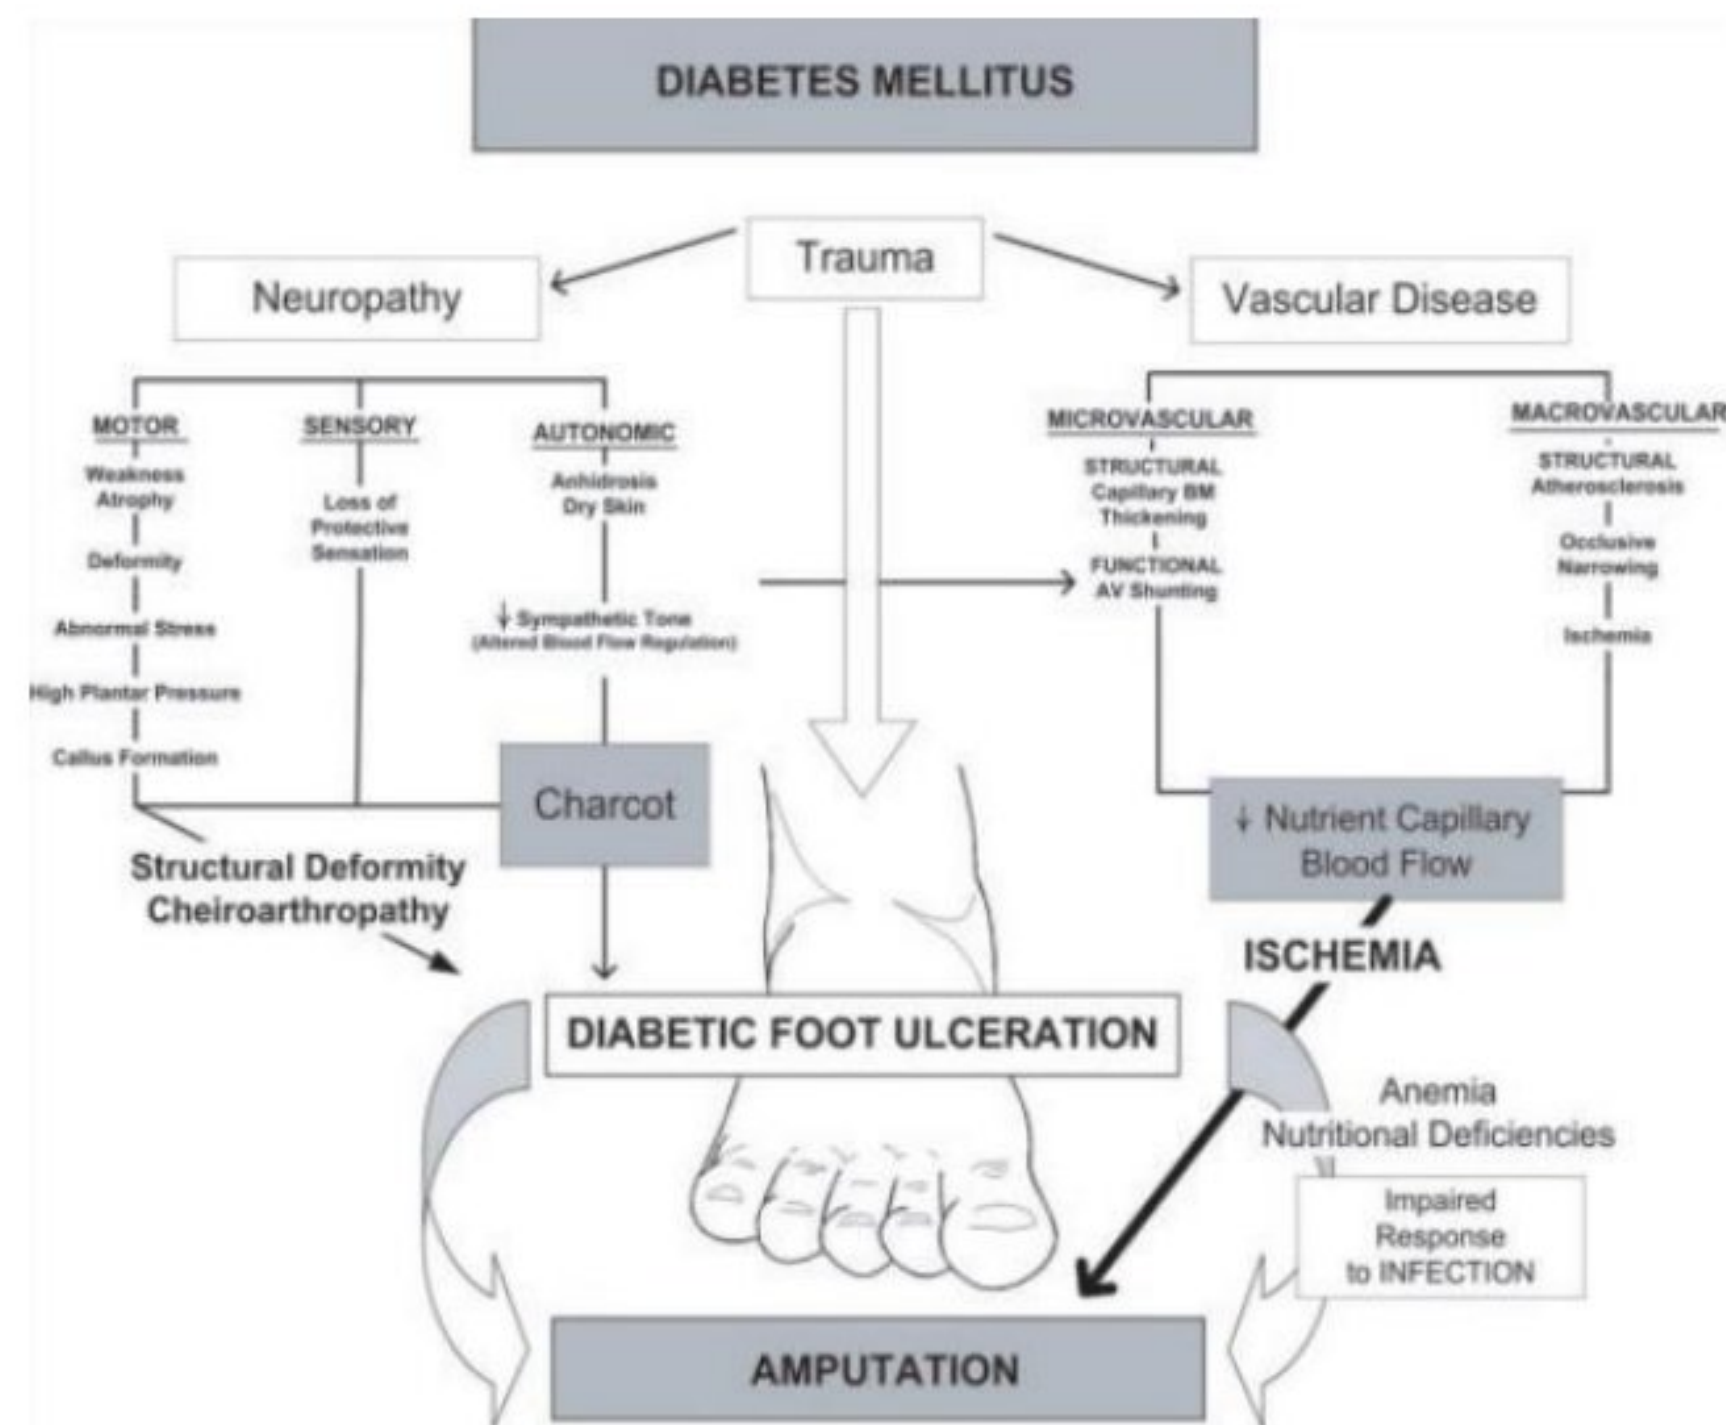 DIABETES MELLITUS
Trauma
Neuropathy
Vascular Disease
MOTOR
Weakness
Atrophy
Deformity
Abnormal Stress
High Plantar Pressure
Callus Formation
SENSORY
Loss of
Protective
Sensation
AUTONOMIC
Anhidrosis
Dry Skin
↓ Sympathetic Tone
(Altered Blood Flow Regulation)
MICROVASCULAR
STRUCTURAL
Capillary BM
Thickening
FUNCTIONAL
AV Shunting
MACROVASCULAR
STRUCTURAL
Atherosclerosis
Occlusive
Narrowing
Ischemia
Charcot
↓ Nutrient Capillary
Blood Flow
Structural Deformity
Cheiroarthropathy
ISCHEMIA
DIABETIC FOOT ULCERATION
Anemia
Nutritional Deficiencies
Impaired
Response
to INFECTION
AMPUTATION